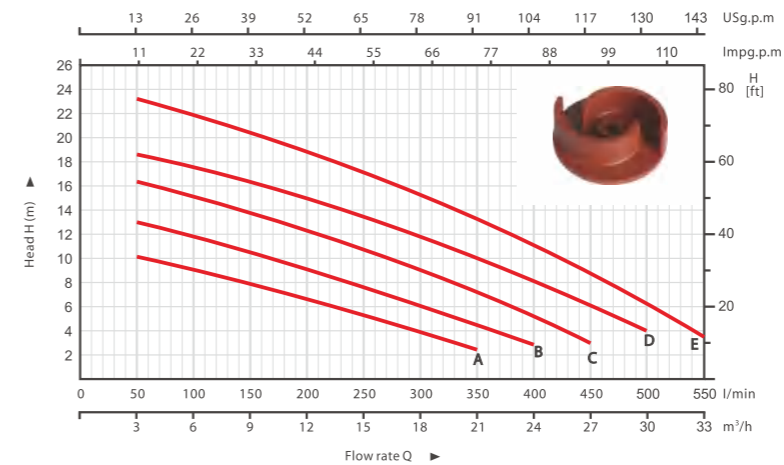 13 26 39 52 65 78 91 104 117 130 143 USg.p.m
11 22 33 44 55 66 77 88 99 110 Impg.p.m
26
24
22
20
18
16
14
12
10
8
6
4
2
Head H (m) ▲
H
[ft]
80
60
40
20
A B C D E
0 50 100 150 200 250 300 350 400 450 500 550 l/min
3 6 9 12 15 18 21 24 27 30 33 m³/h
Flow rate Q ►